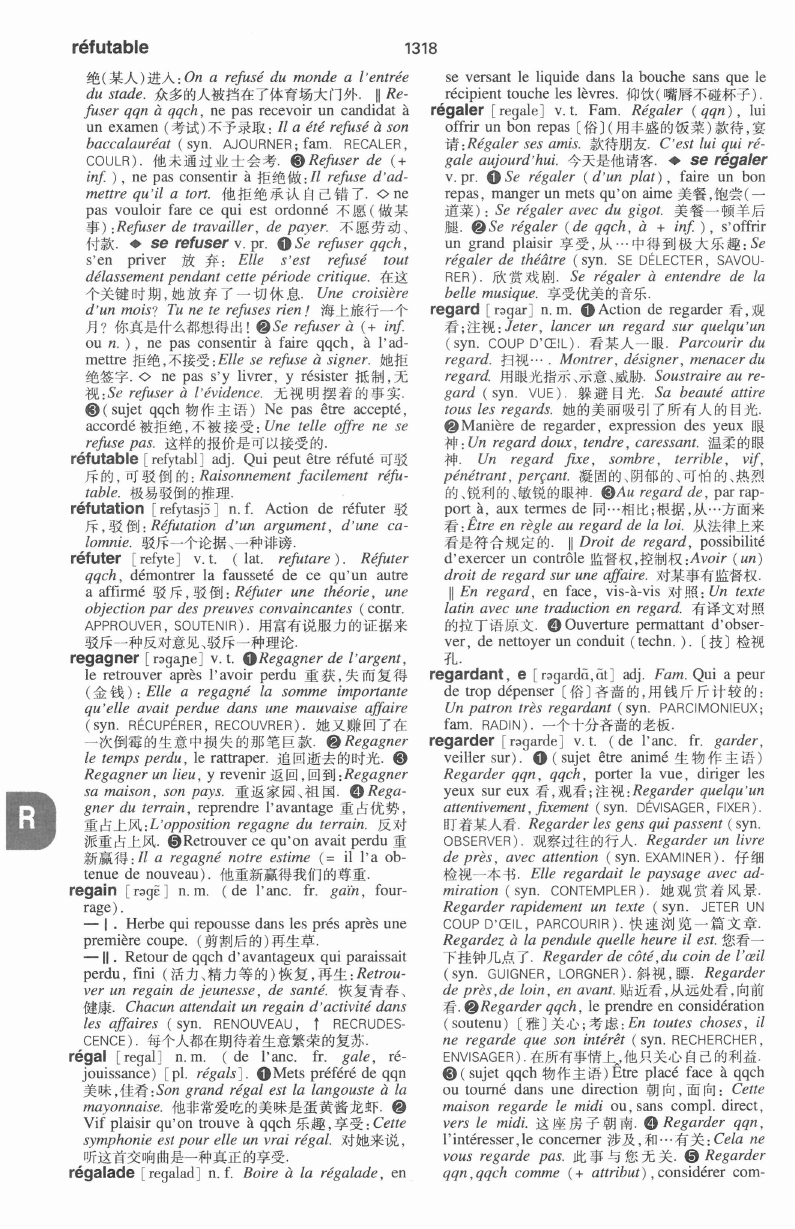 réfutable
1318
绝(某人)进入:On a refusé du monde a l'entrée
du stade. 众多的人被挡在了体育场大门外. ‖ Re-
fuser qqn à qqch, ne pas recevoir un candidat à
un examen (考试)不予录取: Il a été refusé à son
baccalauréat (syn. AJOURNER; fam. RECALER,
COULR). 他未通过业士会考. ❸ Refuser de (+
inf.), ne pas consentir à 拒绝做: Il refuse d'ad-
mettre qu'il a tort. 他拒绝承认自己错了. ◇ ne
pas vouloir fare ce qui est ordonné 不愿(做某
事): Refuser de travailler, de payer. 不愿劳动、
付款. ◆ se refuser v. pr. ❶ Se refuser qqch,
s'en priver 放弃: Elle s'est refusé tout
délassement pendant cette période critique. 在这
个关键时期,她放弃了一切休息. Une croisière
d'un mois? Tu ne te refuses rien! 海上旅行一个
月? 你真是什么都想得出! ❷ Se refuser à (+ inf.
ou n.), ne pas consentir à faire qqch, à l'ad-
mettre 拒绝,不接受: Elle se refuse à signer. 她拒
绝签字. ◇ ne pas s'y livrer, y résister 抵制,无
视: Se refuser à l'évidence. 无视明摆着的事实.
❸ (sujet qqch 物作主语) Ne pas être accepté,
accordé 被拒绝,不被接受: Une telle offre ne se
refuse pas. 这样的报价是可以接受的.
réfutable [refytabl] adj. Qui peut être réfuté 可驳
斥的, 可驳倒的: Raisonnement facilement réfu-
table. 极易驳倒的推理.
réfutation [refytasjɔ̃] n. f. Action de réfuter 驳
斥,驳倒: Réfutation d'un argument, d'une ca-
lomnie. 驳斥一个论据、一种诽谤.
réfuter [refyte] v. t. (lat. refutare). Réfuter
qqch, démontrer la fausseté de ce qu'un autre
a affirmé 驳斥,驳倒: Réfuter une théorie, une
objection par des preuves convaincantes (contr.
APPROUVER, SOUTENIR). 用富有说服力的证据来
驳斥一种反对意见、驳斥一种理论.
regagner [rəgaɲe] v. t. ❶ Regagner de l'argent,
le retrouver après l'avoir perdu 重获,失而复得
(金钱): Elle a regagné la somme importante
qu'elle avait perdue dans une mauvaise affaire
(syn. RÉCUPÉRER, RECOUVRER). 她又赚回了在
一次倒霉的生意中损失的那笔巨款. ❷ Regagner
le temps perdu, le rattraper. 追回逝去的时光. ❸
Regagner un lieu, y revenir 返回,回到: Regagner
sa maison, son pays. 重返家园、祖国. ❹ Rega-
gner du terrain, reprendre l'avantage 重占优势,
重占上风: L'opposition regagne du terrain. 反对
派重占上风. ❺ Retrouver ce qu'on avait perdu 重
新赢得: Il a regagné notre estime (= il l'a ob-
tenue de nouveau). 他重新赢得我们的尊重.
regain [rəgɛ̃] n. m. (de l'anc. fr. gaïn, four-
rage).
— I. Herbe qui repousse dans les prés après une
première coupe. (剪割后的)再生草.
— II. Retour de qqch d'avantageux qui paraissait
perdu, fini (活力、精力等的)恢复,再生: Retrou-
ver un regain de jeunesse, de santé. 恢复青春、
健康. Chacun attendait un regain d'activité dans
les affaires (syn. RENOUVEAU, ↑ RECRUDES-
CENCE). 每个人都在期待着生意繁荣的复苏.
régal [regal] n. m. (de l'anc. fr. gale, ré-
jouissance) [pl. régals]. ❶ Mets préféré de qqn
美味,佳肴: Son grand régal est la langouste à la
mayonnaise. 他非常爱吃的美味是蛋黄酱龙虾. ❷
Vif plaisir qu'on trouve à qqch 乐趣,享受: Cette
symphonie est pour elle un vrai régal. 对她来说,
听这首交响曲是一种真正的享受.
régalade [regalad] n. f. Boire à la régalade, en
R
se versant le liquide dans la bouche sans que le
récipient touche les lèvres. 仰饮(嘴唇不碰杯子).
régaler [regale] v. t. Fam. Régaler (qqn), lui
offrir un bon repas [俗](用丰盛的饭菜)款待,宴
请: Régaler ses amis. 款待朋友. C'est lui qui ré-
gale aujourd'hui. 今天是他请客. ◆ se régaler
v. pr. ❶ Se régaler (d'un plat), faire un bon
repas, manger un mets qu'on aime 美餐,饱尝(一
道菜): Se régaler avec du gigot. 美餐一顿羊后
腿. ❷ Se régaler (de qqch, à + inf.), s'offrir
un grand plaisir 享受,从…中得到极大乐趣: Se
régaler de théâtre (syn. SE DÉLECTER, SAVOU-
RER). 欣赏戏剧. Se régaler à entendre de la
belle musique. 享受优美的音乐.
regard [rəgar] n. m. ❶ Action de regarder 看,观
看;注视: Jeter, lancer un regard sur quelqu'un
(syn. COUP D'ŒIL). 看某人一眼. Parcourir du
regard. 扫视…. Montrer, désigner, menacer du
regard. 用眼光指示、示意、威胁. Soustraire au re-
gard (syn. VUE). 躲避目光. Sa beauté attire
tous les regards. 她的美丽吸引了所有人的目光.
❷ Manière de regarder, expression des yeux 眼
神: Un regard doux, tendre, caressant. 温柔的眼
神. Un regard fixe, sombre, terrible, vif,
pénétrant, perçant. 凝固的、阴郁的、可怕的、热烈
的、锐利的、敏锐的眼神. ❸ Au regard de, par rap-
port à, aux termes de 同…相比;根据,从…方面来
看: Être en règle au regard de la loi. 从法律上来
看是符合规定的. ‖ Droit de regard, possibilité
d'exercer un contrôle 监督权,控制权: Avoir (un)
droit de regard sur une affaire. 对某事有监督权.
‖ En regard, en face, vis-à-vis 对照: Un texte
latin avec une traduction en regard. 有译文对照
的拉丁语原文. ❹ Ouverture permattant d'obser-
ver, de nettoyer un conduit (techn.). [技] 检视
孔.
regardant, e [rəgardɑ̃, ɑ̃t] adj. Fam. Qui a peur
de trop dépenser [俗] 吝啬的,用钱斤斤计较的:
Un patron très regardant (syn. PARCIMONIEUX;
fam. RADIN). 一个十分吝啬的老板.
regarder [rəgarde] v. t. (de l'anc. fr. garder,
veiller sur). ❶ (sujet être animé 生物作主语)
Regarder qqn, qqch, porter la vue, diriger les
yeux sur eux 看,观看;注视: Regarder quelqu'un
attentivement, fixement (syn. DÉVISAGER, FIXER).
盯着某人看. Regarder les gens qui passent (syn.
OBSERVER). 观察过往的行人. Regarder un livre
de près, avec attention (syn. EXAMINER). 仔细
检视一本书. Elle regardait le paysage avec ad-
miration (syn. CONTEMPLER). 她观赏着风景.
Regarder rapidement un texte (syn. JETER UN
COUP D'ŒIL, PARCOURIR). 快速浏览一篇文章.
Regardez à la pendule quelle heure il est. 您看一
下挂钟几点了. Regarder de côté, du coin de l'œil
(syn. GUIGNER, LORGNER). 斜视,瞟. Regarder
de près, de loin, en avant. 贴近看,从远处看,向前
看. ❷ Regarder qqch, le prendre en considération
(soutenu) [雅] 关心;考虑: En toutes choses, il
ne regarde que son intérêt (syn. RECHERCHER,
ENVISAGER). 在所有事情上,他只关心自己的利益.
❸ (sujet qqch 物作主语) Être placé face à qqch
ou tourné dans une direction 朝向,面向: Cette
maison regarde le midi ou, sans compl. direct,
vers le midi. 这座房子朝南. ❹ Regarder qqn,
l'intéresser, le concerner 涉及,和…有关: Cela ne
vous regarde pas. 此事与您无关. ❺ Regarder
qqn, qqch comme (+ attribut), considérer com-